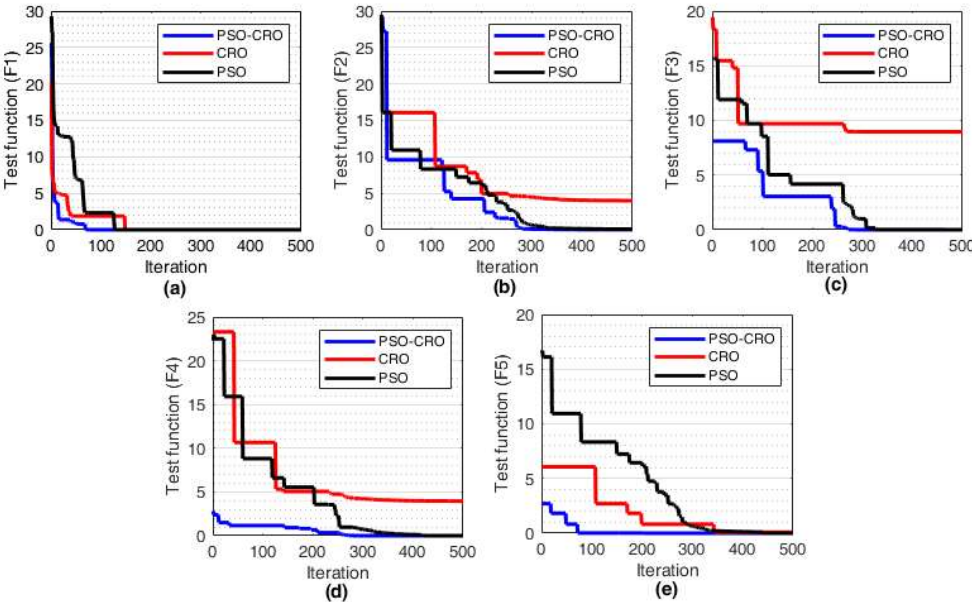 Test function (F1)
30
25
20
15
10
5
0
PSO-CRO
CRO
PSO
0 100 200 300 400 500
Iteration
(a)
Test function (F2)
30
25
20
15
10
5
0
PSO-CRO
CRO
PSO
0 100 200 300 400 500
Iteration
(b)
Test function (F3)
20
15
10
5
0
PSO-CRO
CRO
PSO
0 100 200 300 400 500
Iteration
(c)
Test function (F4)
25
20
15
10
5
0
PSO-CRO
CRO
PSO
0 100 200 300 400 500
Iteration
(d)
Test function (F5)
20
15
10
5
0
PSO-CRO
CRO
PSO
0 100 200 300 400 500
Iteration
(e)